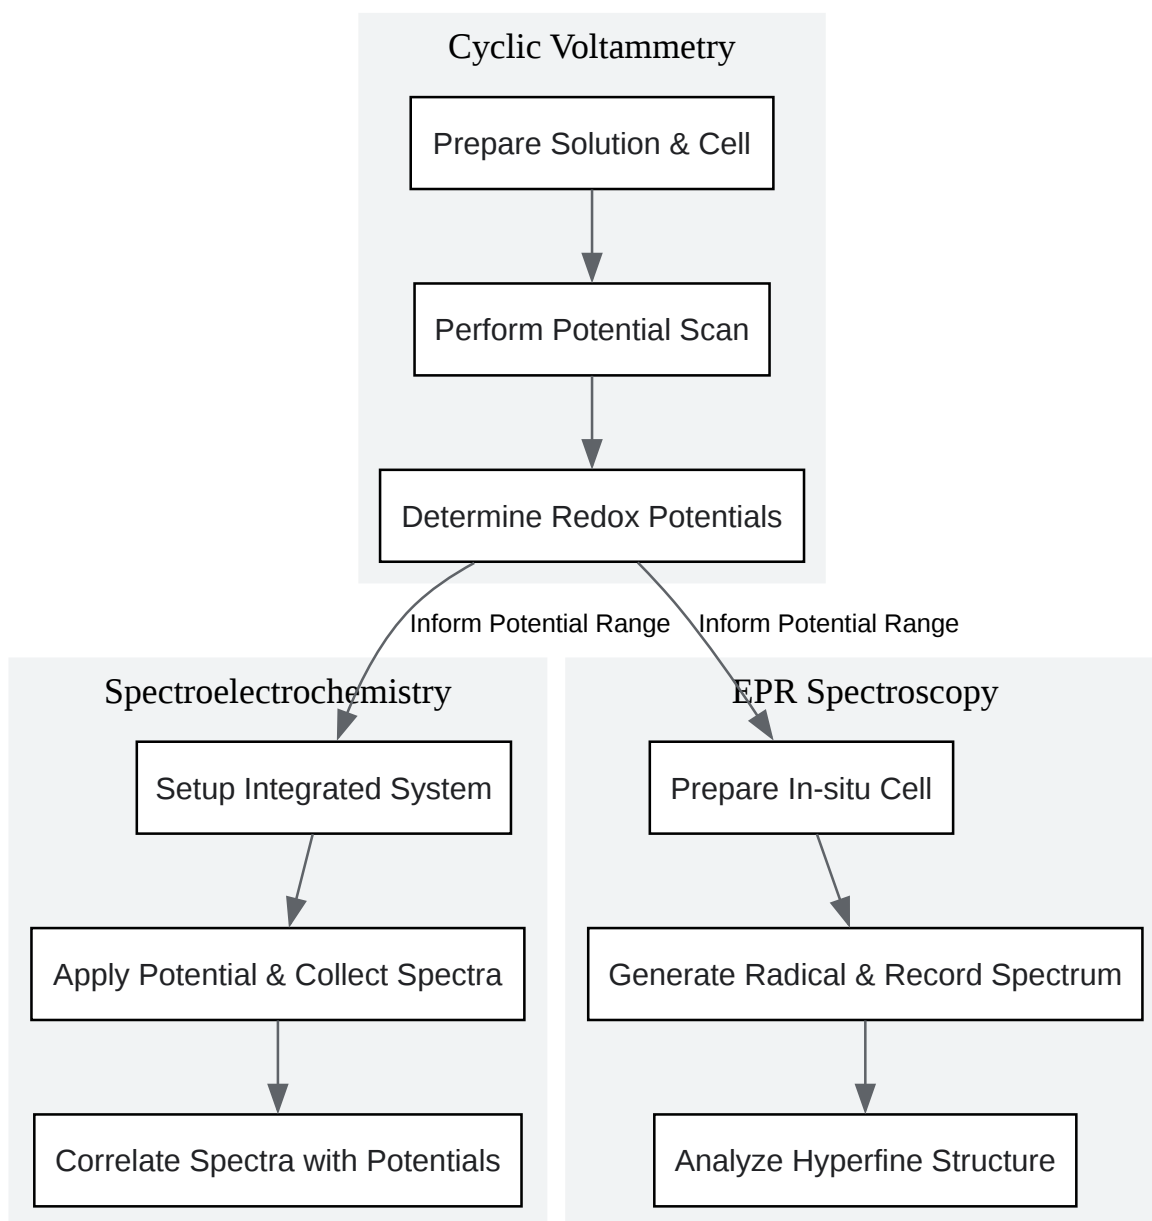 Cyclic Voltammetry
Prepare Solution & Cell
Perform Potential Scan
Determine Redox Potentials
Inform Potential Range
Inform Potential Range
Spectroelectrochemistry
Setup Integrated System
Apply Potential & Collect Spectra
Correlate Spectra with Potentials
EPR Spectroscopy
Prepare In-situ Cell
Generate Radical & Record Spectrum
Analyze Hyperfine Structure